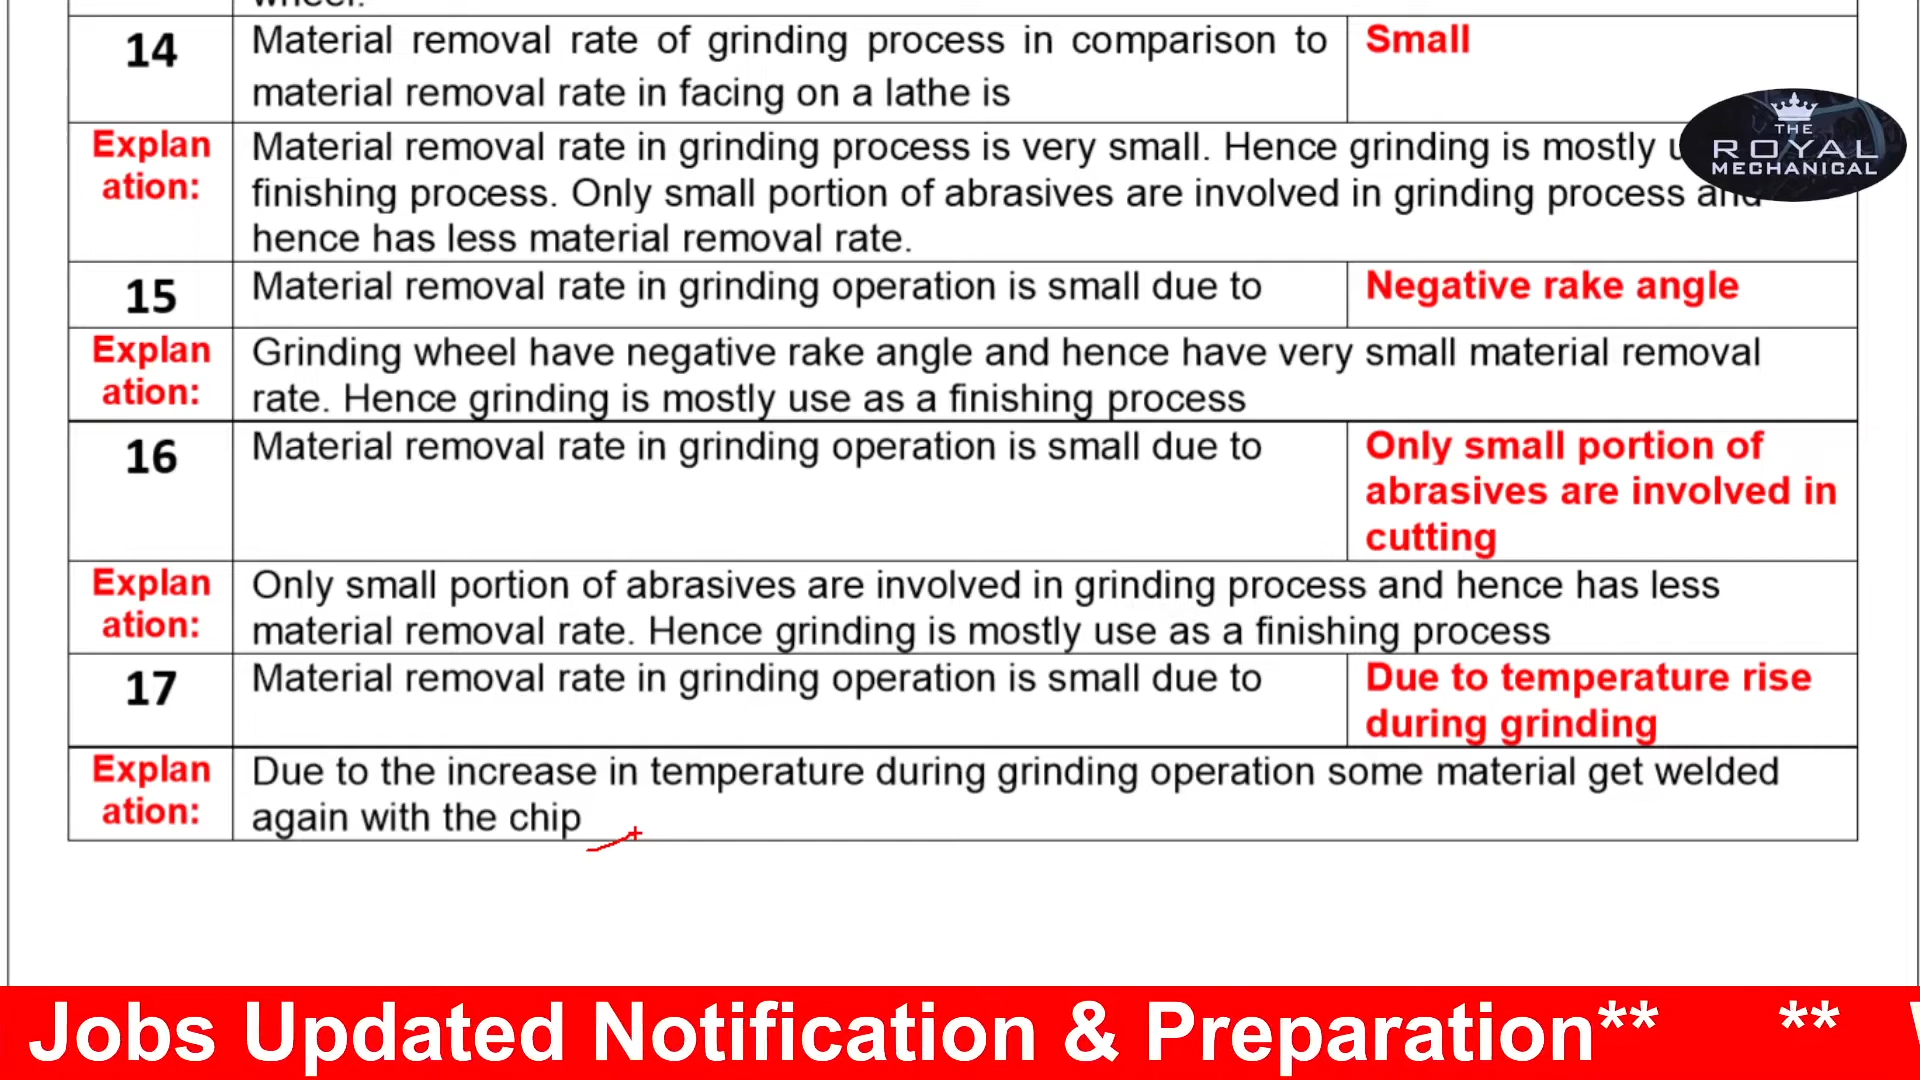 14
Material removal rate of grinding process in comparison to
material removal rate in facing on a lathe is
Small
Explan
ation:
Material removal rate in grinding process is very small. Hence grinding is mostly
finishing process. Only small portion of abrasives are involved in grinding process and
hence has less material removal rate.
THE
ROYAL
MECHANICAL
15
Material removal rate in grinding operation is small due to
Negative rake angle
Explan
ation:
Grinding wheel have negative rake angle and hence have very small material removal
rate. Hence grinding is mostly use as a finishing process
16
Material removal rate in grinding operation is small due to
Only small portion of
abrasives are involved in
cutting
Explan
ation:
Only small portion of abrasives are involved in grinding process and hence has less
material removal rate. Hence grinding is mostly use as a finishing process
17
Material removal rate in grinding operation is small due to
Due to temperature rise
during grinding
Explan
ation:
Due to the increase in temperature during grinding operation some material get welded
again with the chip
Jobs Updated Notification & Preparation** **